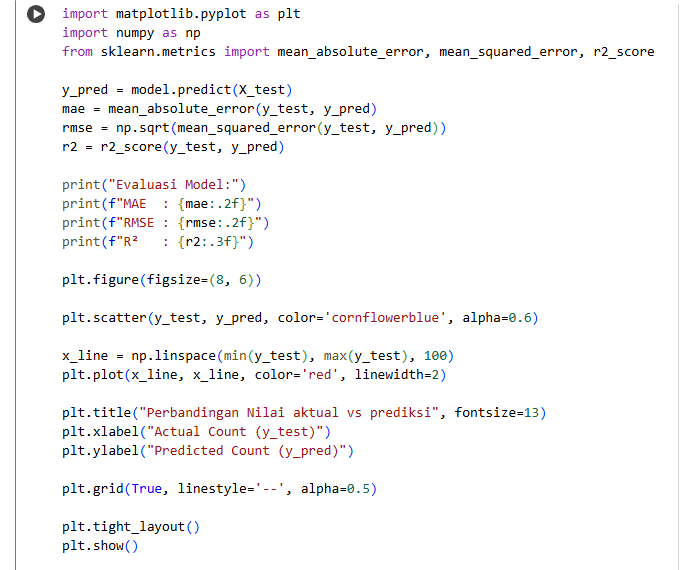 import matplotlib.pyplot as plt
import numpy as np
from sklearn.metrics import mean_absolute_error, mean_squared_error, r2_score
y_pred = model.predict(X_test)
mae = mean_absolute_error(y_test, y_pred)
rmse = np.sqrt(mean_squared_error(y_test, y_pred))
r2 = r2_score(y_test, y_pred)
print("Evaluasi Model:")
print(f"MAE  : {mae:.2f}")
print(f"RMSE : {rmse:.2f}")
print(f"R²   : {r2:.3f}")
plt.figure(figsize=(8, 6))
plt.scatter(y_test, y_pred, color='cornflowerblue', alpha=0.6)
x_line = np.linspace(min(y_test), max(y_test), 100)
plt.plot(x_line, x_line, color='red', linewidth=2)
plt.title("Perbandingan Nilai aktual vs prediksi", fontsize=13)
plt.xlabel("Actual Count (y_test)")
plt.ylabel("Predicted Count (y_pred)")
plt.grid(True, linestyle='--', alpha=0.5)
plt.tight_layout()
plt.show()